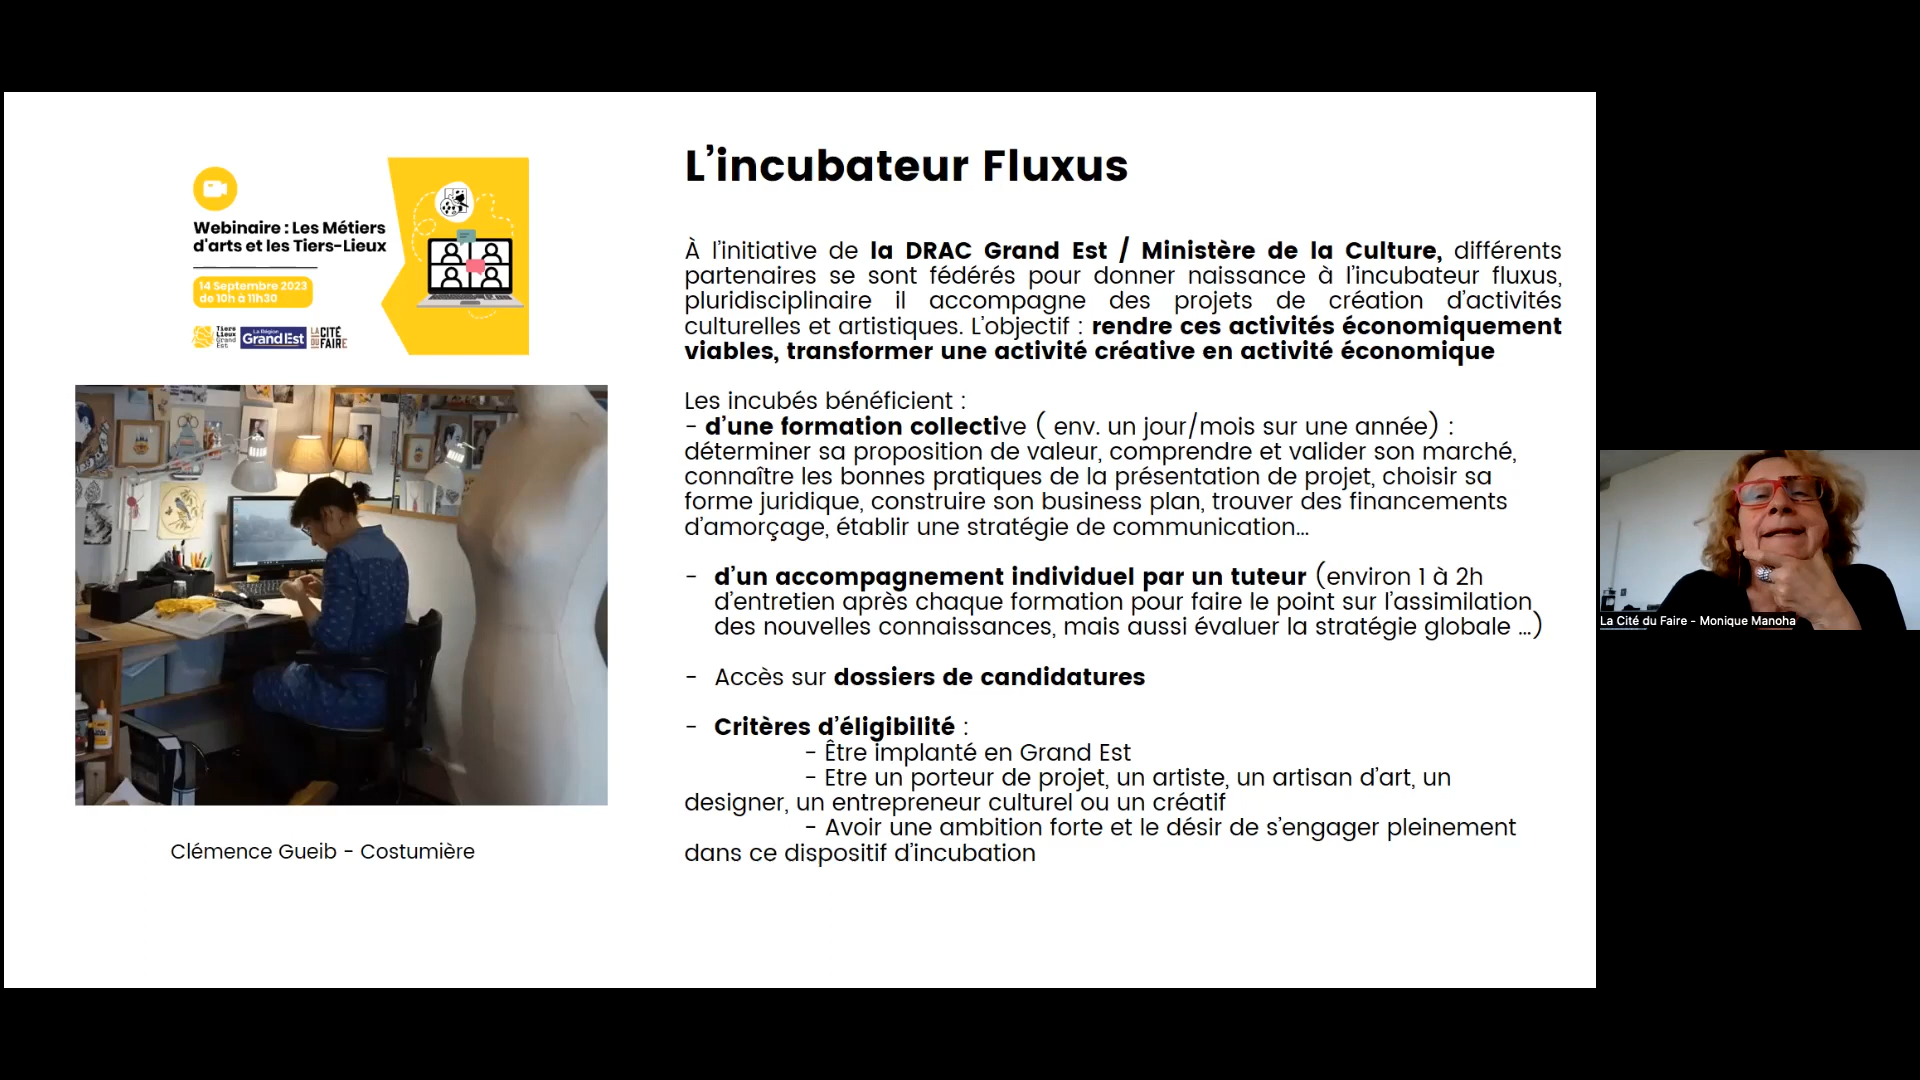 Webinaire : Les Métiers
d'arts et les Tiers-Lieux
14 Septembre 2023
de 10h à 11h30
Tiers
Lieux
Grand
Est
La Région
Grand Est
LA CITÉ
DU FAIRE
Clémence Gueib - Costumière
L’incubateur Fluxus
À l’initiative de la DRAC Grand Est / Ministère de la Culture, différents
partenaires se sont fédérés pour donner naissance à l’incubateur fluxus,
pluridisciplinaire il accompagne des projets de création d’activités
culturelles et artistiques. L’objectif : rendre ces activités économiquement
viables, transformer une activité créative en activité économique
Les incubés bénéficient :
- d’une formation collective ( env. un jour/mois sur une année) :
déterminer sa proposition de valeur, comprendre et valider son marché,
connaître les bonnes pratiques de la présentation de projet, choisir sa
forme juridique, construire son business plan, trouver des financements
d’amorçage, établir une stratégie de communication...
- d’un accompagnement individuel par un tuteur (environ 1 à 2h
d’entretien après chaque formation pour faire le point sur l’assimilation
des nouvelles connaissances, mais aussi évaluer la stratégie globale ...)
- Accès sur dossiers de candidatures
- Critères d’éligibilité :
- Être implanté en Grand Est
- Etre un porteur de projet, un artiste, un artisan d’art, un
designer, un entrepreneur culturel ou un créatif
- Avoir une ambition forte et le désir de s’engager pleinement
dans ce dispositif d’incubation
La Cité du Faire - Monique Manoha